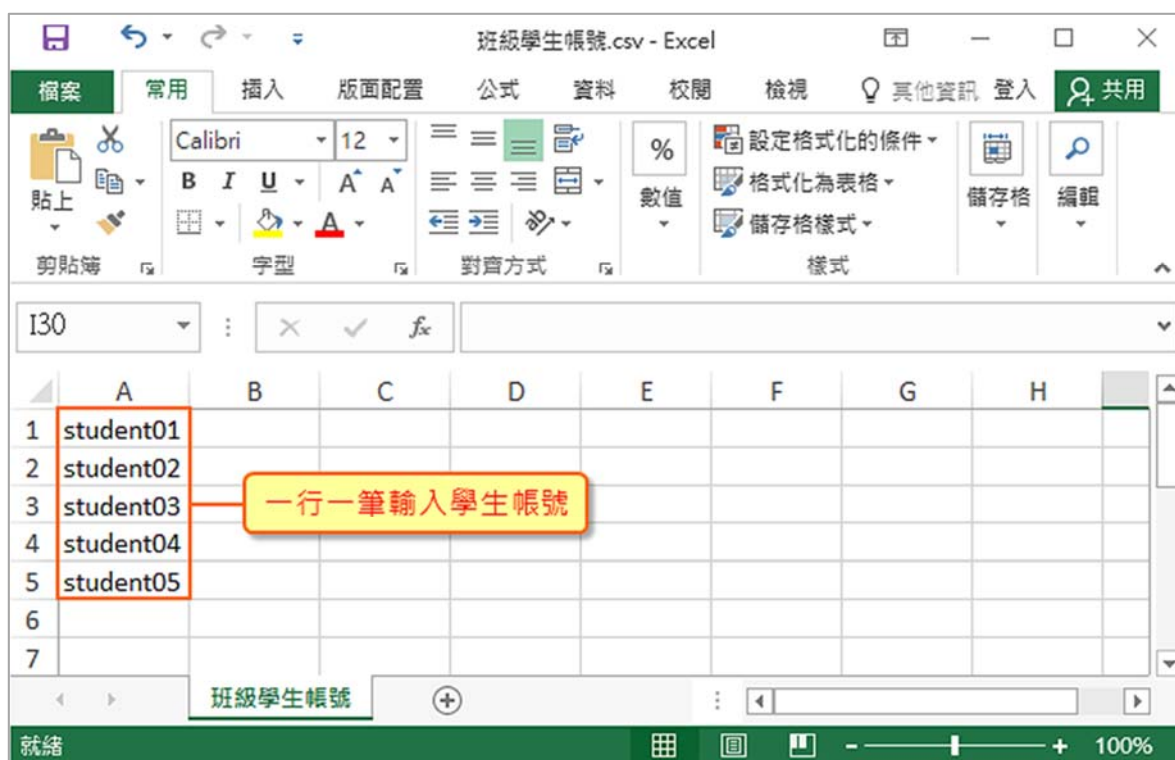 班級學生帳號.csv - Excel
檔案 常用 插入 版面配置 公式 資料 校閱 檢視 其他資訊 登入 共用
Calibri 12
% 設定格式化的條件
B I U A A 格式化為表格
貼上 數值 儲存格 編輯
A 儲存格樣式
剪貼簿 字型 對齊方式 樣式
I30 fx
A B C D E F G H
1 student01
2 student02
3 student03 一行一筆輸入學生帳號
4 student04
5 student05
6
7
班級學生帳號
就緒 100%